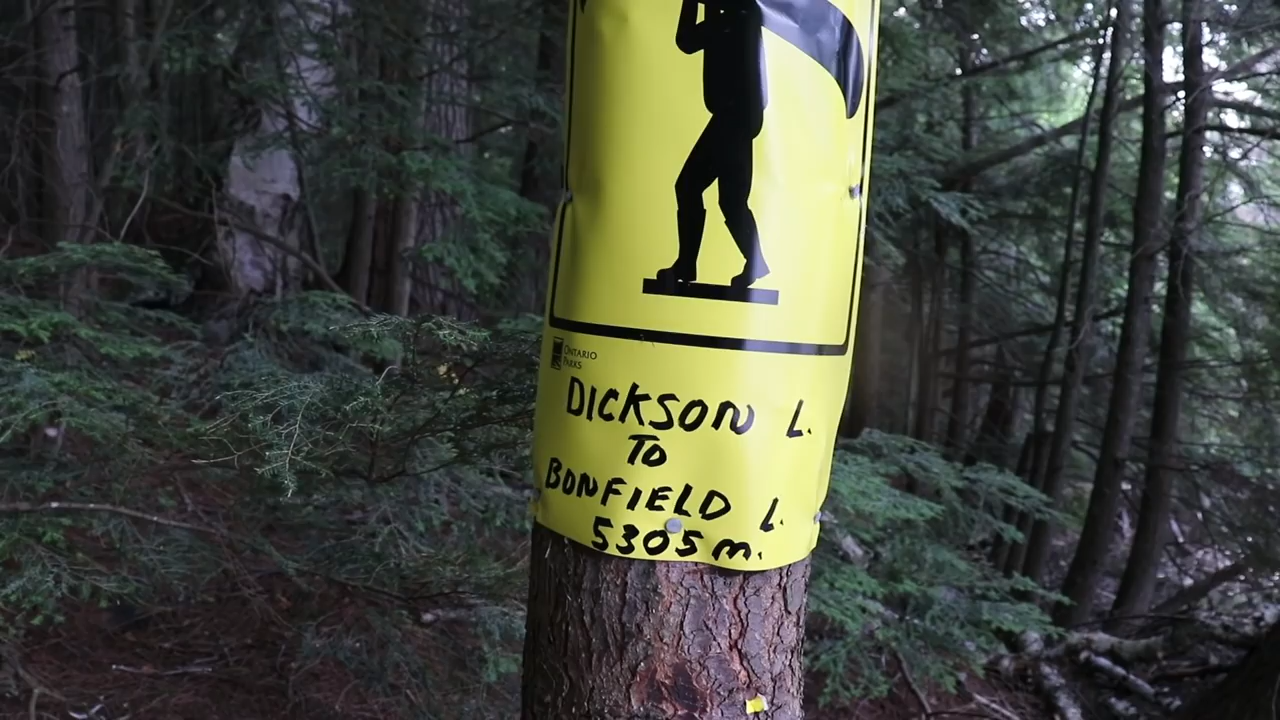 ONTARIO
PARKS
DICKSON L.
TO
BONFIELD L.
5305 m.